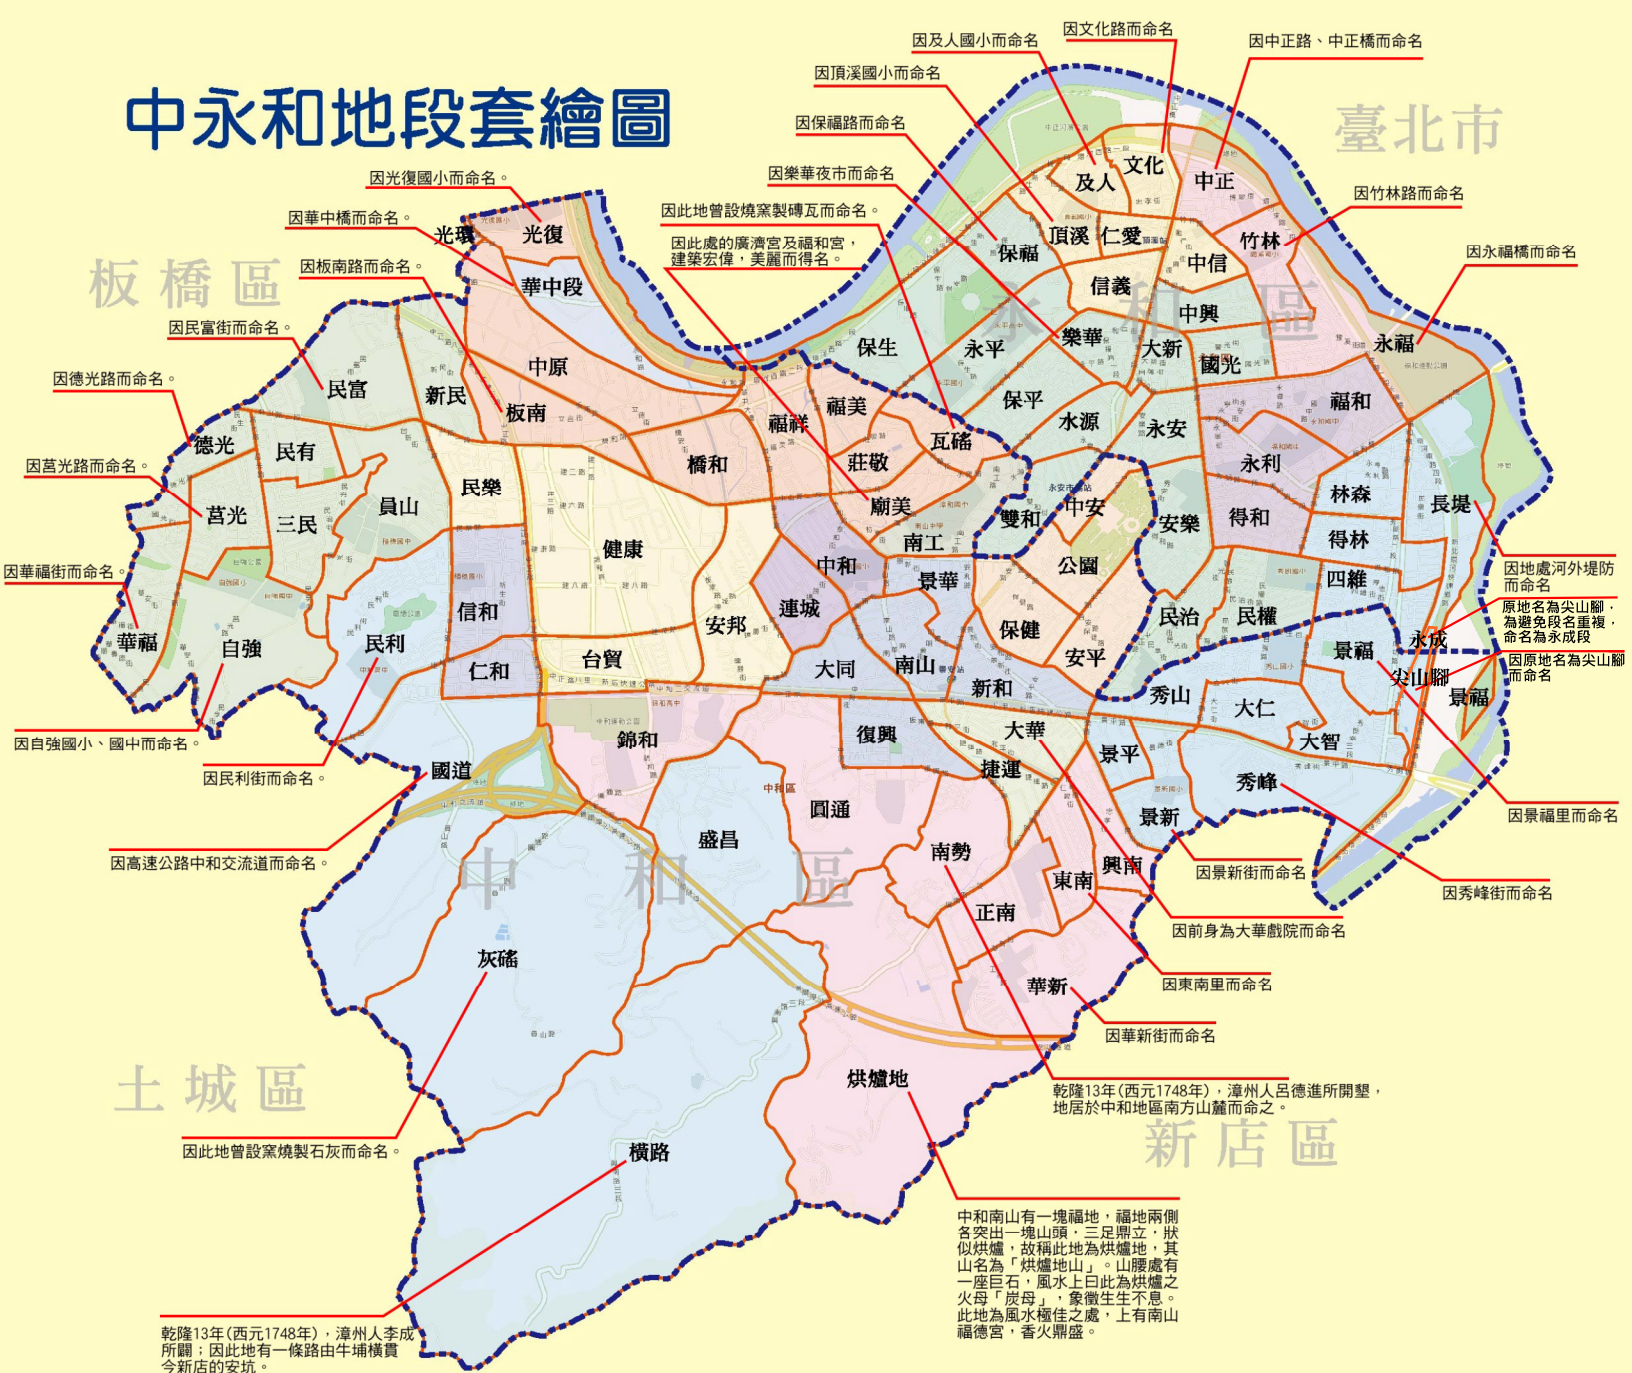 中永和地段套繪圖
因及人國小而命名
因文化路而命名
因中正路、中正橋而命名
因頂溪國小而命名
因保福路而命名
因樂華夜市而命名
因此地曾設燒窯製磚瓦而命名。
因此處的廣濟宮及福和宮，
建築宏偉，美麗而得名。
因光復國小而命名。
因華中橋而命名。
因板南路而命名。
因民富街而命名。
因德光路而命名。
因莒光路而命名。
因華福街而命名。
因竹林路而命名
因永福橋而命名
臺北市
板橋區
永和區
中和區
土城區
新店區
文化
及人
中正
光環
光復
頂溪
仁愛
竹林
保福
中信
華中段
信義
中興
樂華
大新
國光
永福
保生
永平
中原
民富
新民
板南
福美
福祥
保平
水源
永安
福和
德光
民有
瓦磘
莊敬
橋和
永利
民樂
員山
林森
長堤
莒光
三民
廟美
雙和
中安
安樂
得和
南工
得林
健康
中和
公園
景華
四維
信和
連城
民治
民權
華福
自強
民利
安邦
保健
永成
仁和
台貿
大同
南山
安平
景福
尖山腳
新和
秀山
大仁
景福
大智
錦和
復興
大華
景平
國道
捷運
秀峰
圓通
景新
盛昌
南勢
東南
興南
正南
灰磘
華新
烘爐地
橫路
中和區
因地處河外堤防
而命名
原地名為尖山腳，
為避免段名重複，
命名為永成段
因原地名為尖山腳
而命名
因自強國小、國中而命名。
因民利街而命名。
因高速公路中和交流道而命名。
因景福里而命名
因景新街而命名
因秀峰街而命名
因前身為大華戲院而命名
因東南里而命名
因華新街而命名
乾隆13年(西元1748年)，漳州人呂德進所開墾，
地居於中和地區南方山麓而命之。
因此地曾設窯燒製石灰而命名。
中和南山有一塊福地，福地兩側
各突出一塊山頭，三足鼎立，狀
似烘爐，故稱此地為烘爐地，其
山名為「烘爐地山」。山腰處有
一座巨石，風水上曰此為烘爐之
火母「炭母」，象徵生生不息。
此地為風水極佳之處，上有南山
福德宮，香火鼎盛。
乾隆13年(西元1748年)，漳州人李成
所闢；因此地有一條路由牛埔橫貫
今新店的安坑。